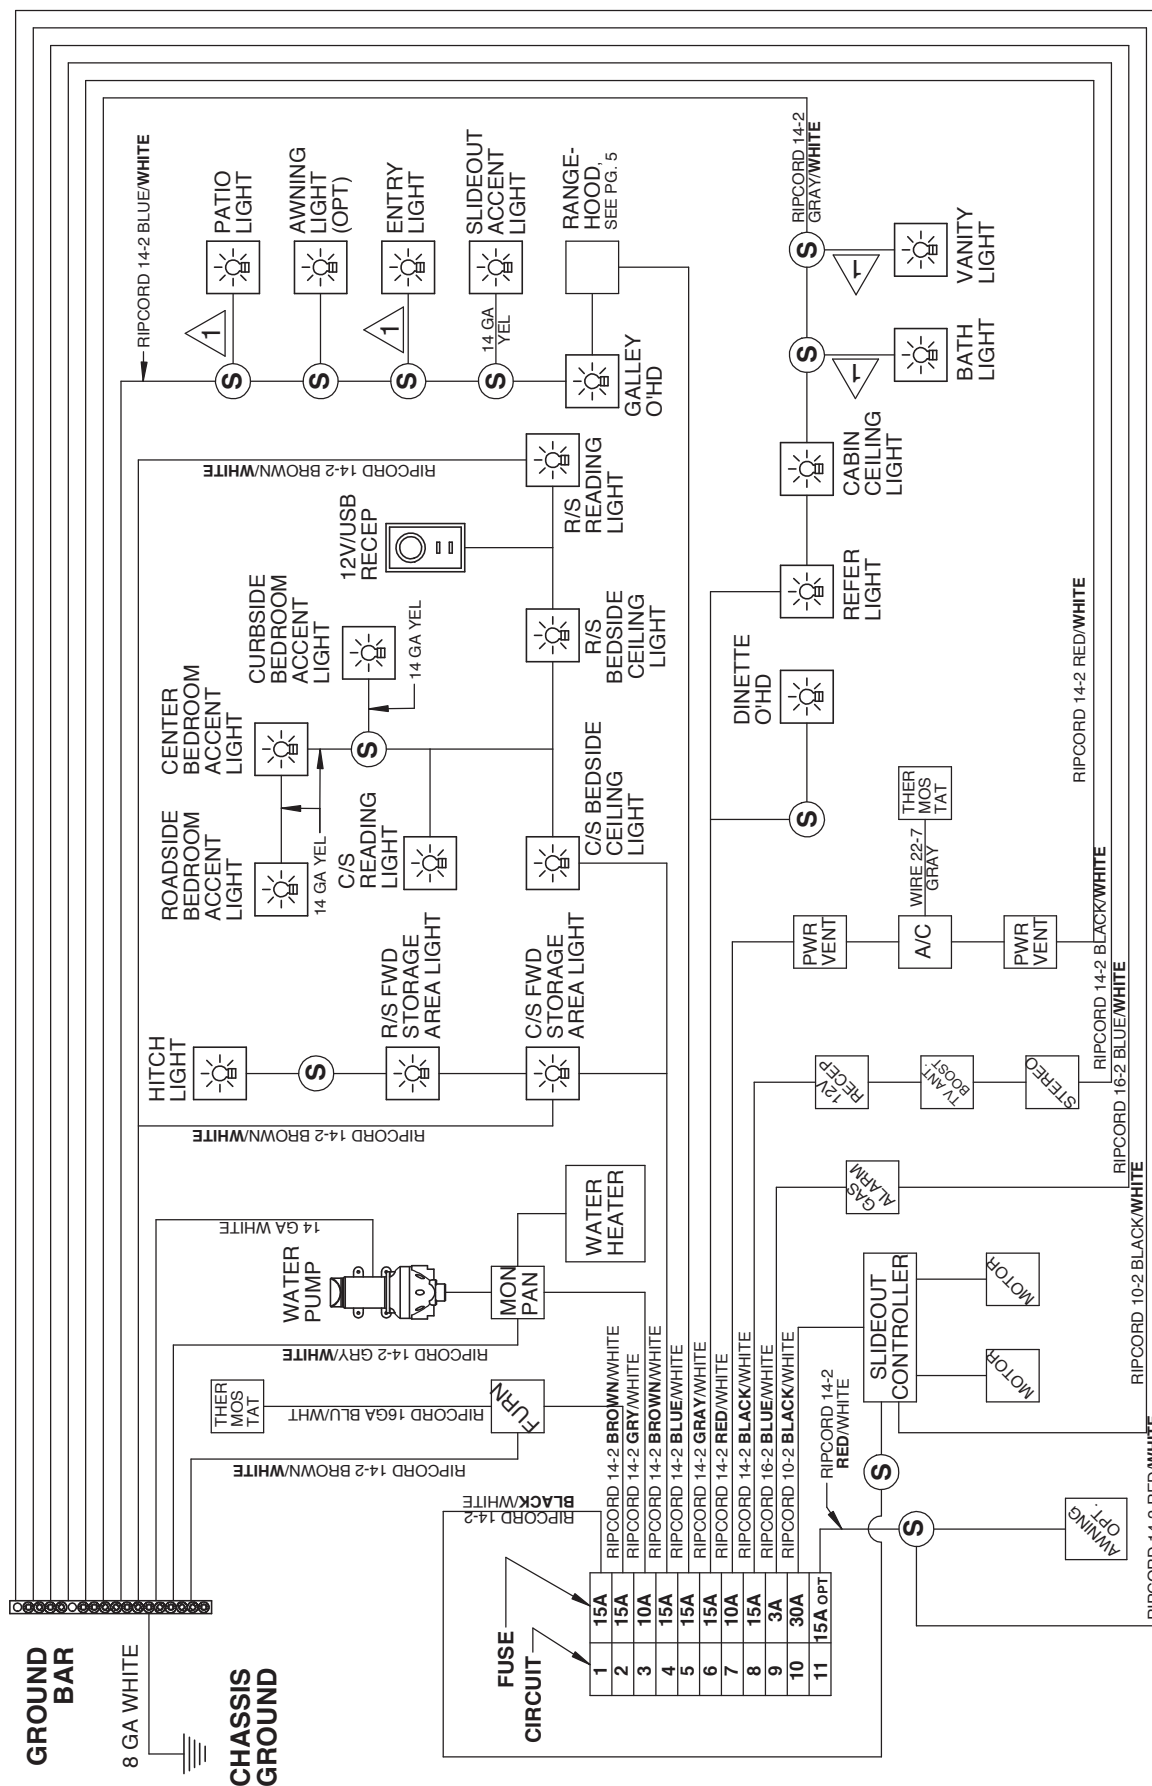 GROUND
BAR
8 GA WHITE
CHASSIS
GROUND
FUSE
CIRCUIT
1 15A
2 15A
3 10A
4 15A
5 15A
6 15A
7 10A
8 15A
9 3A
10 30A
11 15A OPT
RIPCORD 14-2
BLACK/WHITE
RIPCORD 14-2 BROWN/WHITE
RIPCORD 14-2 GRY/WHITE
RIPCORD 14-2 BROWN/WHITE
RIPCORD 14-2 BLUE/WHITE
RIPCORD 14-2 GRAY/WHITE
RIPCORD 14-2 RED/WHITE
RIPCORD 14-2 BLACK/WHITE
RIPCORD 16-2 BLUE/WHITE
RIPCORD 10-2 BLACK/WHITE
RIPCORD 14-2
RED/WHITE
RIPCORD 14-2 BROWN/WHITE
THER
MOS
TAT
RIPCORD 16GA BLU/WHT
FURN
RIPCORD 14-2 GRY/WHITE
WATER
PUMP
14 GA WHITE
MON
PAN
WATER
HEATER
RIPCORD 14-2 BROWN/WHITE
HITCH
LIGHT
S
R/S FWD
STORAGE
AREA LIGHT
C/S FWD
STORAGE
AREA LIGHT
ROADSIDE
BEDROOM
ACCENT
LIGHT
CENTER
BEDROOM
ACCENT
LIGHT
14 GA YEL
CURBSIDE
BEDROOM
ACCENT
LIGHT
S
14 GA YEL
C/S
READING
LIGHT
C/S BEDSIDE
CEILING
LIGHT
12V/USB
RECEP
R/S
BEDSIDE
CEILING
LIGHT
R/S
READING
LIGHT
RIPCORD 14-2 BROWN/WHITE
RIPCORD 14-2 BLUE/WHITE
S
1
PATIO
LIGHT
S
AWNING
LIGHT
(OPT)
S
1
ENTRY
LIGHT
S
14 GA
YEL
SLIDEOUT
ACCENT
LIGHT
GALLEY
O'HD
RANGE-
HOOD,
SEE PG. 5
RIPCORD 14-2
GRAY/WHITE
S
1
VANITY
LIGHT
S
1
BATH
LIGHT
CABIN
CEILING
LIGHT
REFER
LIGHT
DINETTE
O'HD
S
PWR
VENT
A/C
WIRE 22-7
GRAY
THER
MOS
TAT
PWR
VENT
RIPCORD 14-2 RED/WHITE
12V
RECEP
TV ANT.
BOOST
STEREO
RIPCORD 14-2 BLACK/WHITE
GAS
ALARM
RIPCORD 16-2 BLUE/WHITE
SLIDEOUT
CONTROLLER
MOTOR
MOTOR
RIPCORD 10-2 BLACK/WHITE
S
S
AWNING
OPT.
RIPCORD 14-2 RED/WHITE